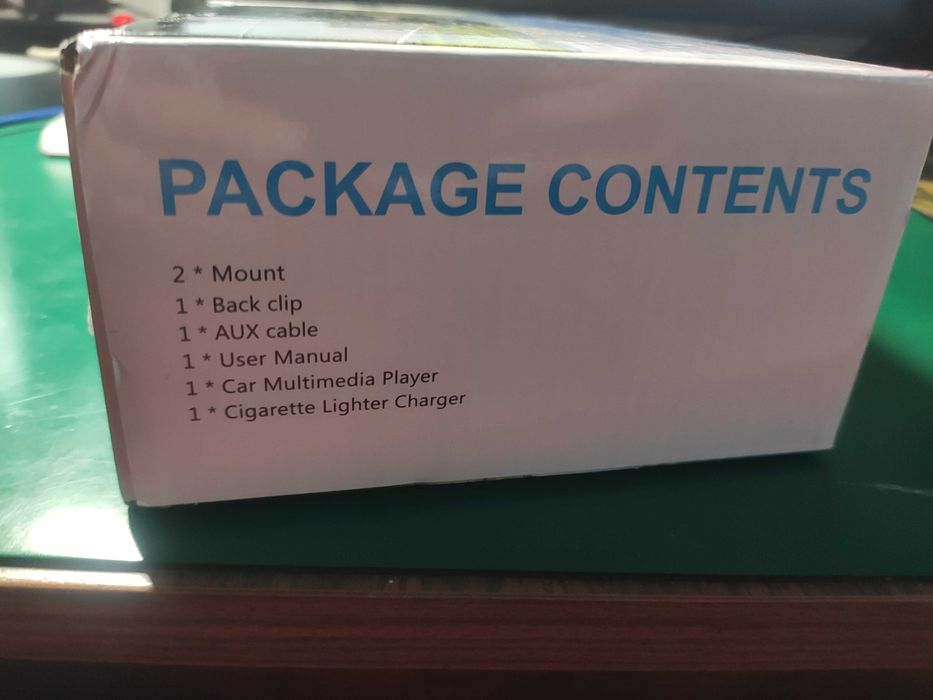 PACKAGE CONTENTS
2 * Mount
1 * Back clip
1 * AUX cable
1 * User Manual
1 * Car Multimedia Player
1 * Cigarette Lighter Charger